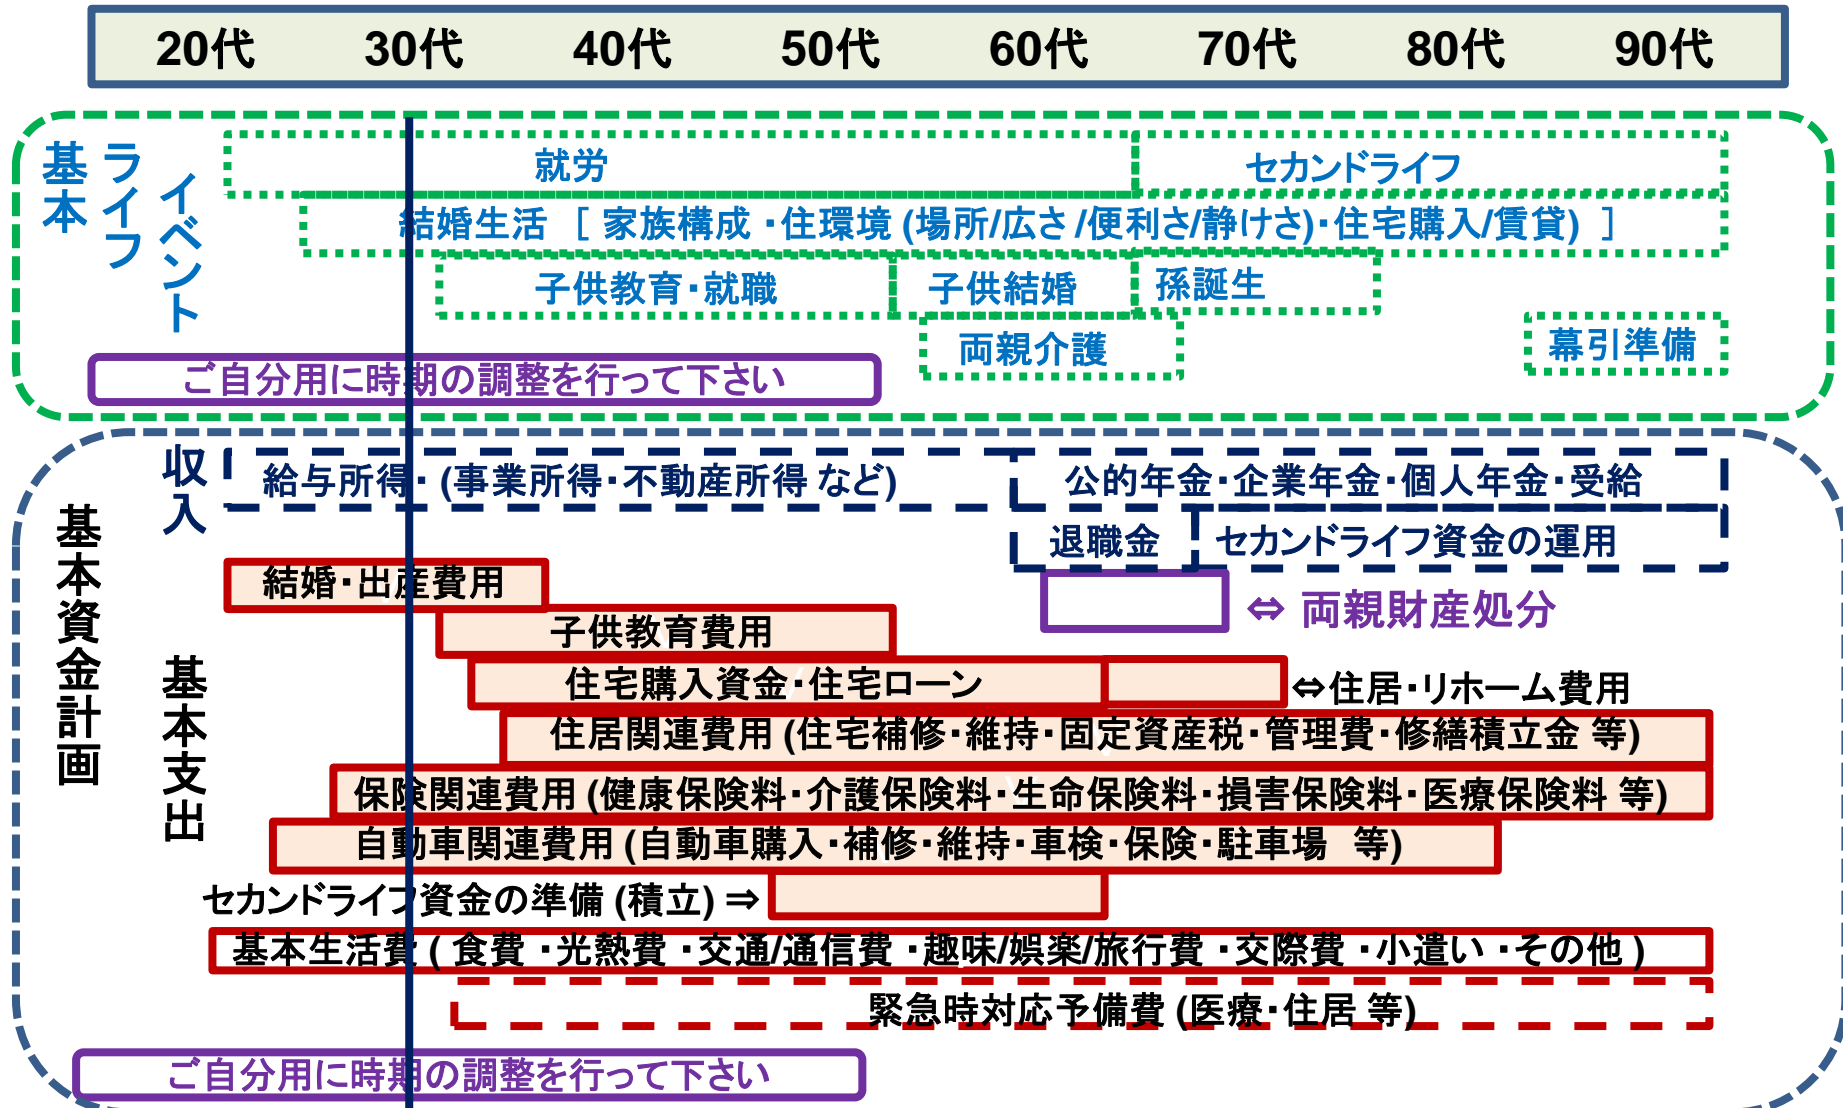 20代 30代 40代 50代 60代 70代 80代 90代
基本
ライフ
イベント
就労
セカンドライフ
結婚生活 [ 家族構成・住環境 (場所/広さ/便利さ/静けさ)・住宅購入/賃貸) ]
子供教育・就職
子供結婚
孫誕生
両親介護
幕引準備
ご自分用に時期の調整を行って下さい
基本資金計画
収入
給与所得・(事業所得・不動産所得 など)
公的年金・企業年金・個人年金・受給
退職金
セカンドライフ資金の運用
⇔ 両親財産処分
基本支出
結婚・出産費用
子供教育費用
住宅購入資金・住宅ローン
⇔住居・リホーム費用
住居関連費用 (住宅補修・維持・固定資産税・管理費・修繕積立金 等)
保険関連費用 (健康保険料・介護保険料・生命保険料・損害保険料・医療保険料 等)
自動車関連費用 (自動車購入・補修・維持・車検・保険・駐車場 等)
セカンドライフ資金の準備 (積立) ⇒
基本生活費 ( 食費 ・光熱費 ・交通/通信費 ・趣味/娯楽/旅行費 ・交際費 ・小遣い ・その他 )
緊急時対応予備費 (医療・住居 等)
ご自分用に時期の調整を行って下さい